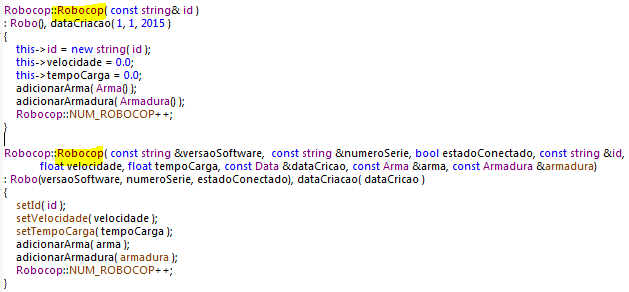 Robocop::Robocop( const string& id )
: Robo(), dataCriacao( 1, 1, 2015 )
{
this->id = new string( id );
this->velocidade = 0.0;
this->tempoCarga = 0.0;
adicionarArma( Arma() );
adicionarArmadura( Armadura() );
Robocop::NUM_ROBOCOP++;
}
Robocop::Robocop( const string &versaoSoftware, const string &numeroSerie, bool estadoConectado, const string &id,
float velocidade, float tempoCarga, const Data &dataCricao, const Arma &arma, const Armadura &armadura)
: Robo(versaoSoftware, numeroSerie, estadoConectado), dataCriacao( dataCricao )
{
setId( id );
setVelocidade( velocidade );
setTempoCarga( tempoCarga );
adicionarArma( arma );
adicionarArmadura( armadura );
Robocop::NUM_ROBOCOP++;
}